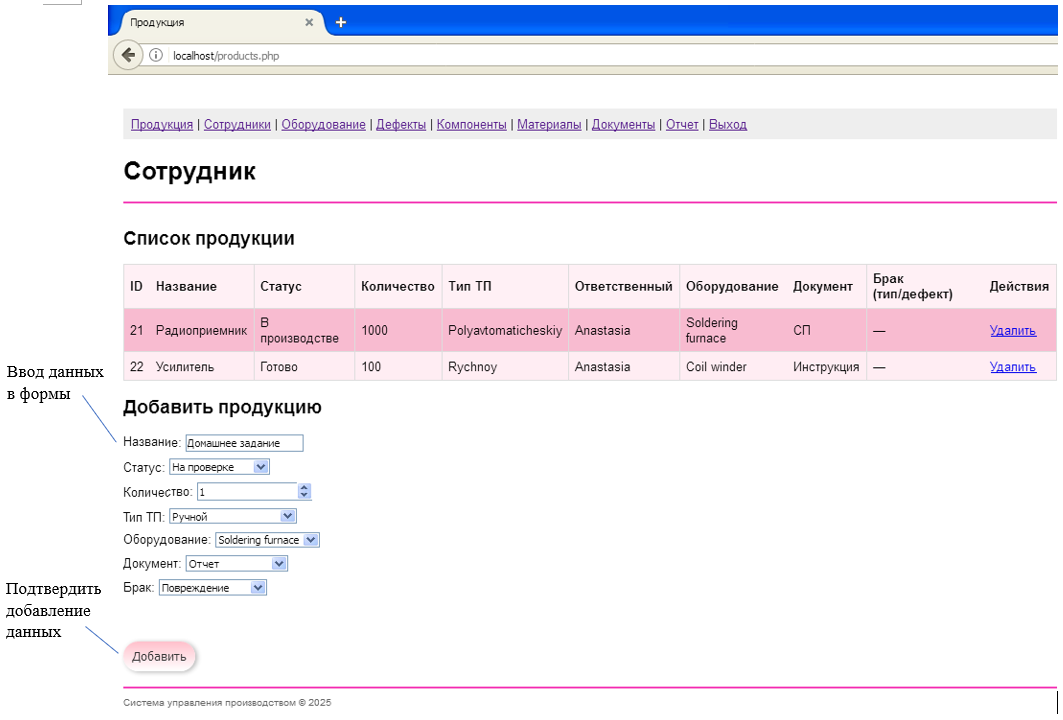 Продукция
localhost/products.php
Продукция | Сотрудники | Оборудование | Дефекты | Компоненты | Материалы | Документы | Отчет | Выход
Сотрудник
Список продукции
ID Название Статус Количество Тип ТП Ответственный Оборудование Документ Брак (тип/дефект) Действия
21 Радиоприемник В производстве 1000 Polyavtomaticheskiy Anastasia Soldering furnace СП — Удалить
22 Усилитель Готово 100 Rychnoy Anastasia Coil winder Инструкция — Удалить
Ввод данных
в формы
Добавить продукцию
Название: Домашнее задание
Статус: На проверке
Количество: 1
Тип ТП: Ручной
Оборудование: Soldering furnace
Документ: Отчет
Брак: Повреждение
Подтвердить
добавление
данных
Добавить
Система управления производством © 2025